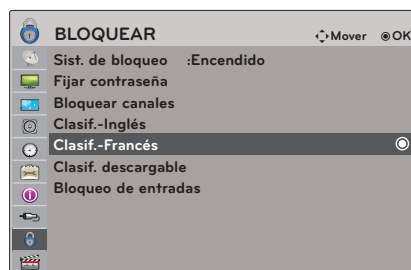 BLOQUEAR Mover OK
Sist. de bloqueo :Encendido
Fijar contraseña
Bloquear canales
Clasif.-Inglés
Clasif.-Francés
Clasif. descargable
Bloqueo de entradas